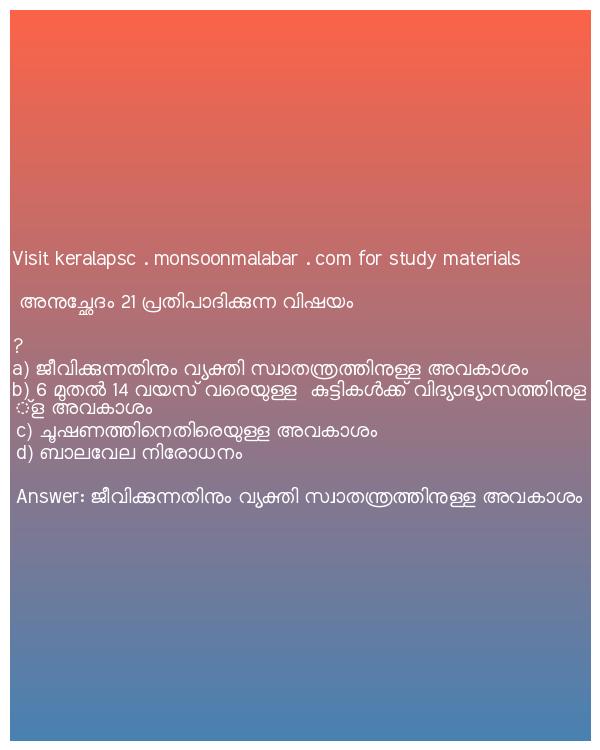 Visit keralapsc . monsoonmalabar . com for study materials
അനുച്ഛേദം 21 പ്രതിപാദിക്കുന്ന വിഷയം
?
a) ജീവിക്കുന്നതിനും വ്യക്തി സ്വാതന്ത്രത്തിനുള്ള അവകാശം
b) 6 മുതൽ 14 വയസ് വരെയുള്ള  കുട്ടികൾക്ക് വിദ്യാഭ്യാസത്തിനുള
്ള അവകാശം
c) ചൂഷണത്തിനെതിരെയുള്ള അവകാശം
d) ബാലവേല നിരോധനം
Answer: ജീവിക്കുന്നതിനും വ്യക്തി സ്വാതന്ത്രത്തിനുള്ള അവകാശം